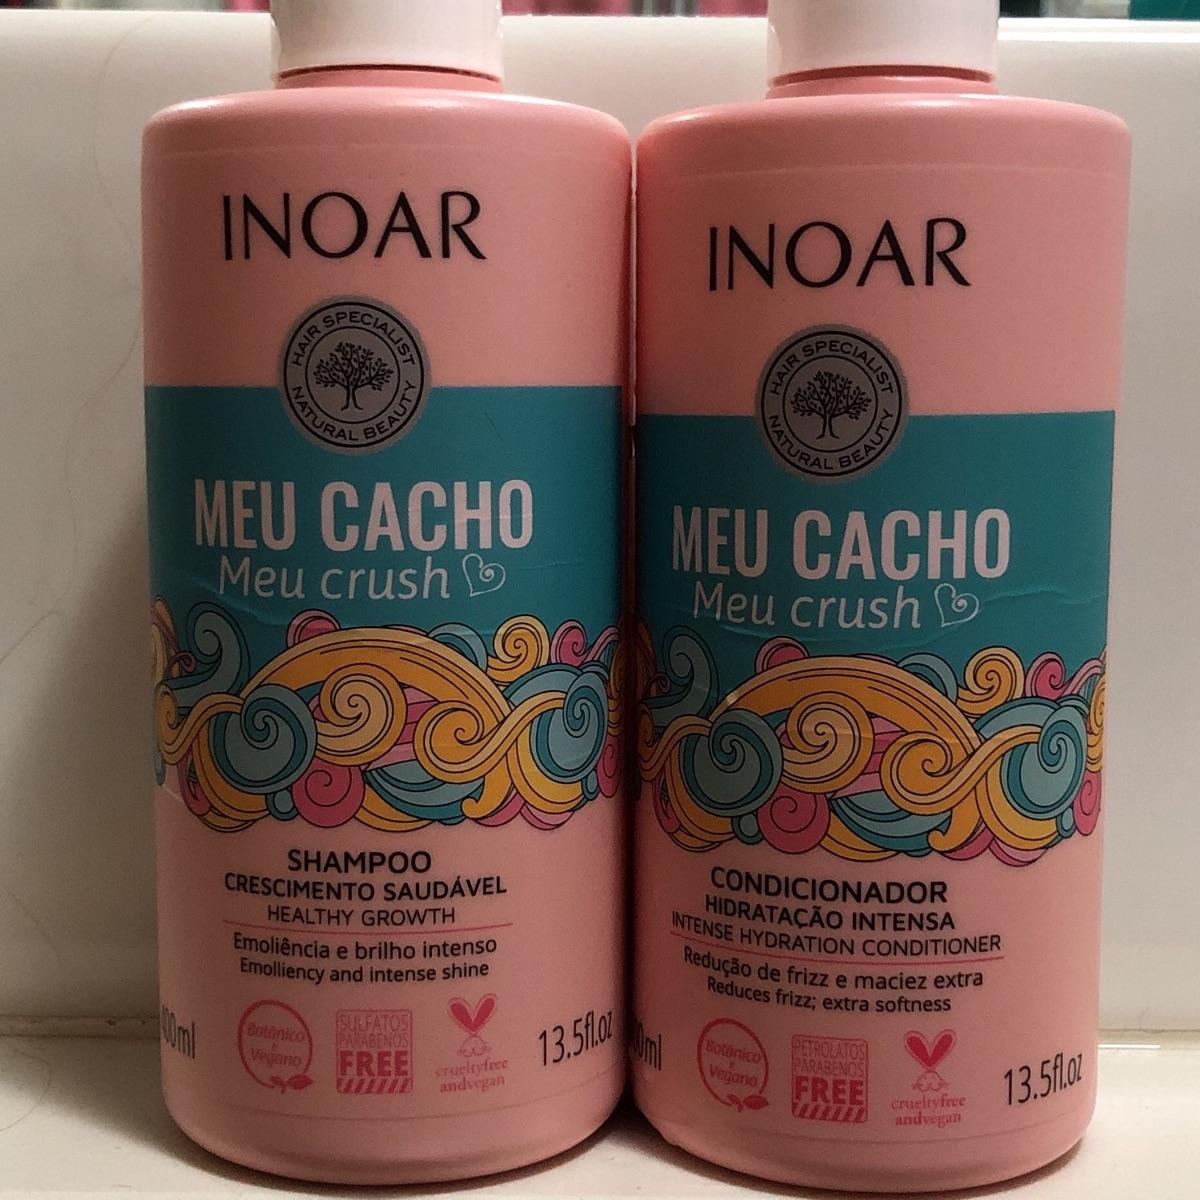 INOAR
HAIR SPECIALIST
NATURAL BEAUTY
MEU CACHO
Meu crush
SHAMPOO
CRESCIMENTO SAUDÁVEL
HEALTHY GROWTH
Emoliência e brilho intenso
Emolliency and intense shine
400ml
Botânico
e
Vegano
SULFATOS
PARABENOS
FREE
crueltyfree
andvegan
13.5fl.oz
INOAR
HAIR SPECIALIST
NATURAL BEAUTY
MEU CACHO
Meu crush
CONDICIONADOR
HIDRATAÇÃO INTENSA
INTENSE HYDRATION CONDITIONER
Redução de frizz e maciez extra
Reduces frizz; extra softness
Botânico
e
Vegano
PETROLATOS
PARABENOS
FREE
crueltyfree
andvegan
13.5fl.oz